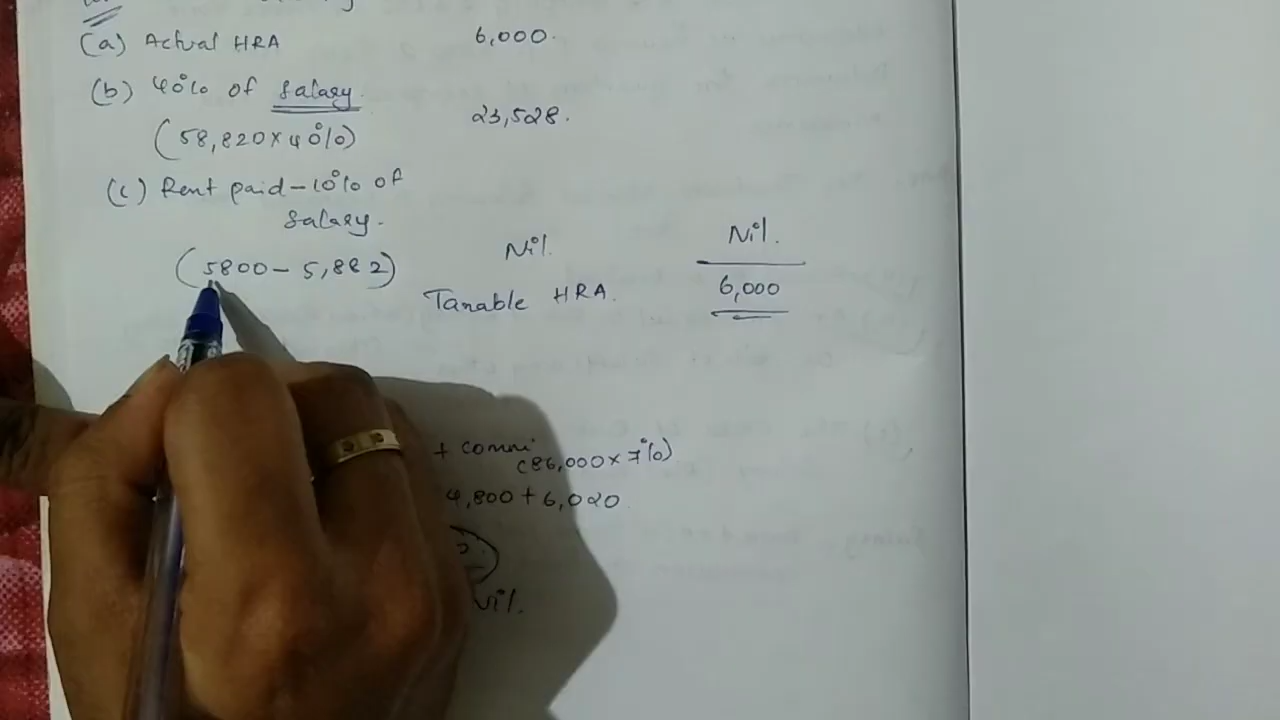 (a) Actual HRA 6,000.
(b) 40% of salary. 23,528.
(58,820 x 40%)
(c) Rent paid - 10% of
salary. Nil.
(5800 - 5,882) Nil.
Taxable HRA. 6,000
+ commi (86,000 x 7%)
4,800 + 6,020
Nil.